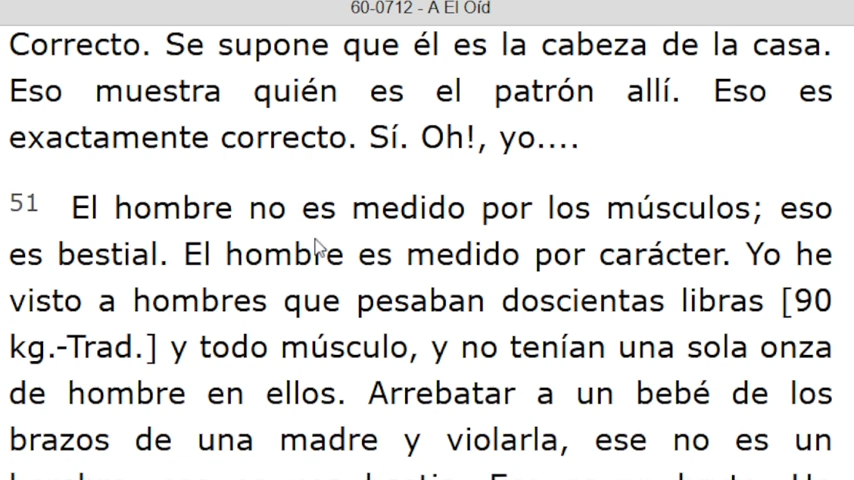 60-0712 - A El Oíd
Correcto. Se supone que él es la cabeza de la casa.
Eso muestra quién es el patrón allí. Eso es
exactamente correcto. Sí. Oh!, yo....
51 El hombre no es medido por los músculos; eso
es bestial. El hombre es medido por carácter. Yo he
visto a hombres que pesaban doscientas libras [90
kg.-Trad.] y todo músculo, y no tenían una sola onza
de hombre en ellos. Arrebatar a un bebé de los
brazos de una madre y violarla, ese no es un